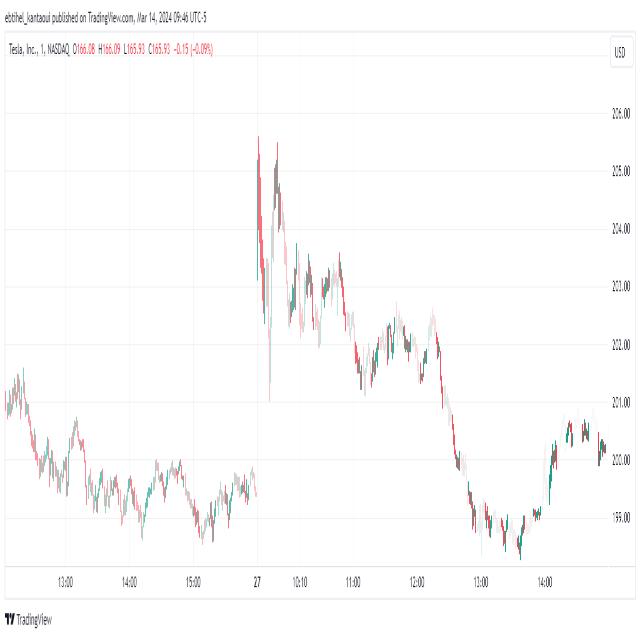 ebtihel_kantaoui published on TradingView.com, Mar 14, 2024 09:46 UTC-5
Tesla, Inc., 1, NASDAQ O166.08 H166.09 L165.93 C165.93 −0.15 (−0.09%)
USD
206.00
205.00
203.00
202.00
201.00
200.00
199.00
13:00 14:00 15:00 27 10:10 11:00 12:00 13:00 14:00
TradingView